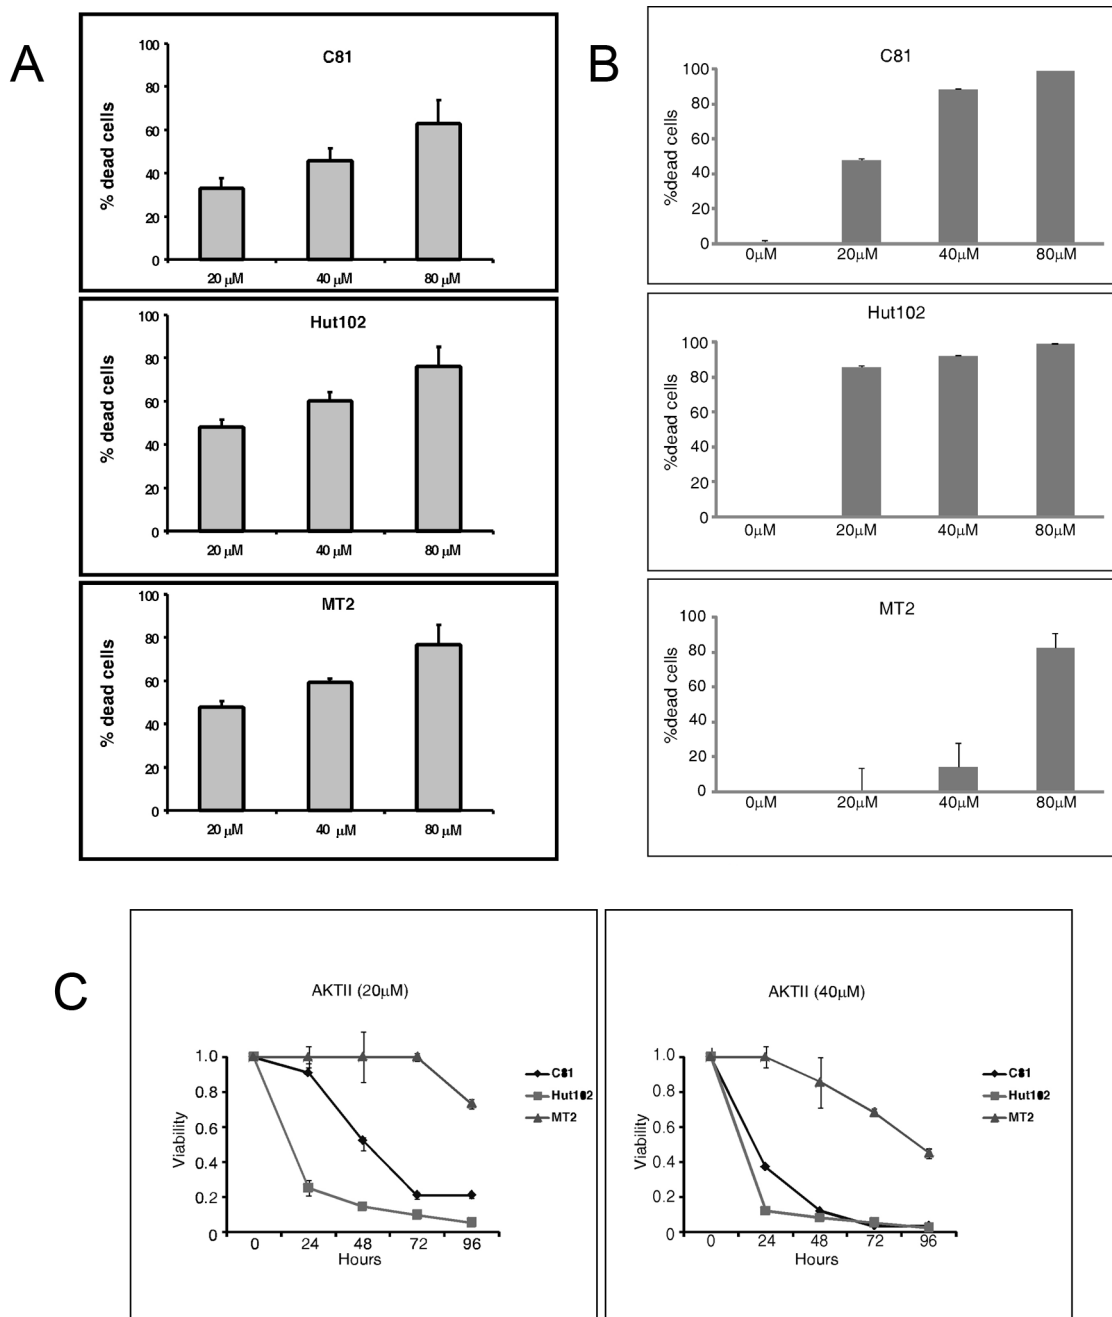 A
C81
100
80
60
40
20
0
% dead cells
20 µM 40 µM 80 µM
Hut102
100
80
60
40
20
0
% dead cells
20 µM 40 µM 80 µM
MT2
100
80
60
40
20
0
% dead cells
20 µM 40 µM 80 µM
B
C81
100
80
60
40
20
0
%dead cells
0µM 20µM 40µM 80µM
Hut102
100
80
60
40
20
0
%dead cells
0µM 20µM 40µM 80µM
MT2
100
80
60
40
20
0
%dead cells
0µM 20µM 40µM 80µM
C
AKTII (20µM)
1.0
0.8
0.6
0.4
0.2
0
Viability
0 24 48 72 96
Hours
C81
Hut102
MT2
AKTII (40µM)
1.0
0.8
0.6
0.4
0.2
0
Viability
0 24 48 72 96
Hours
C81
Hut102
MT2